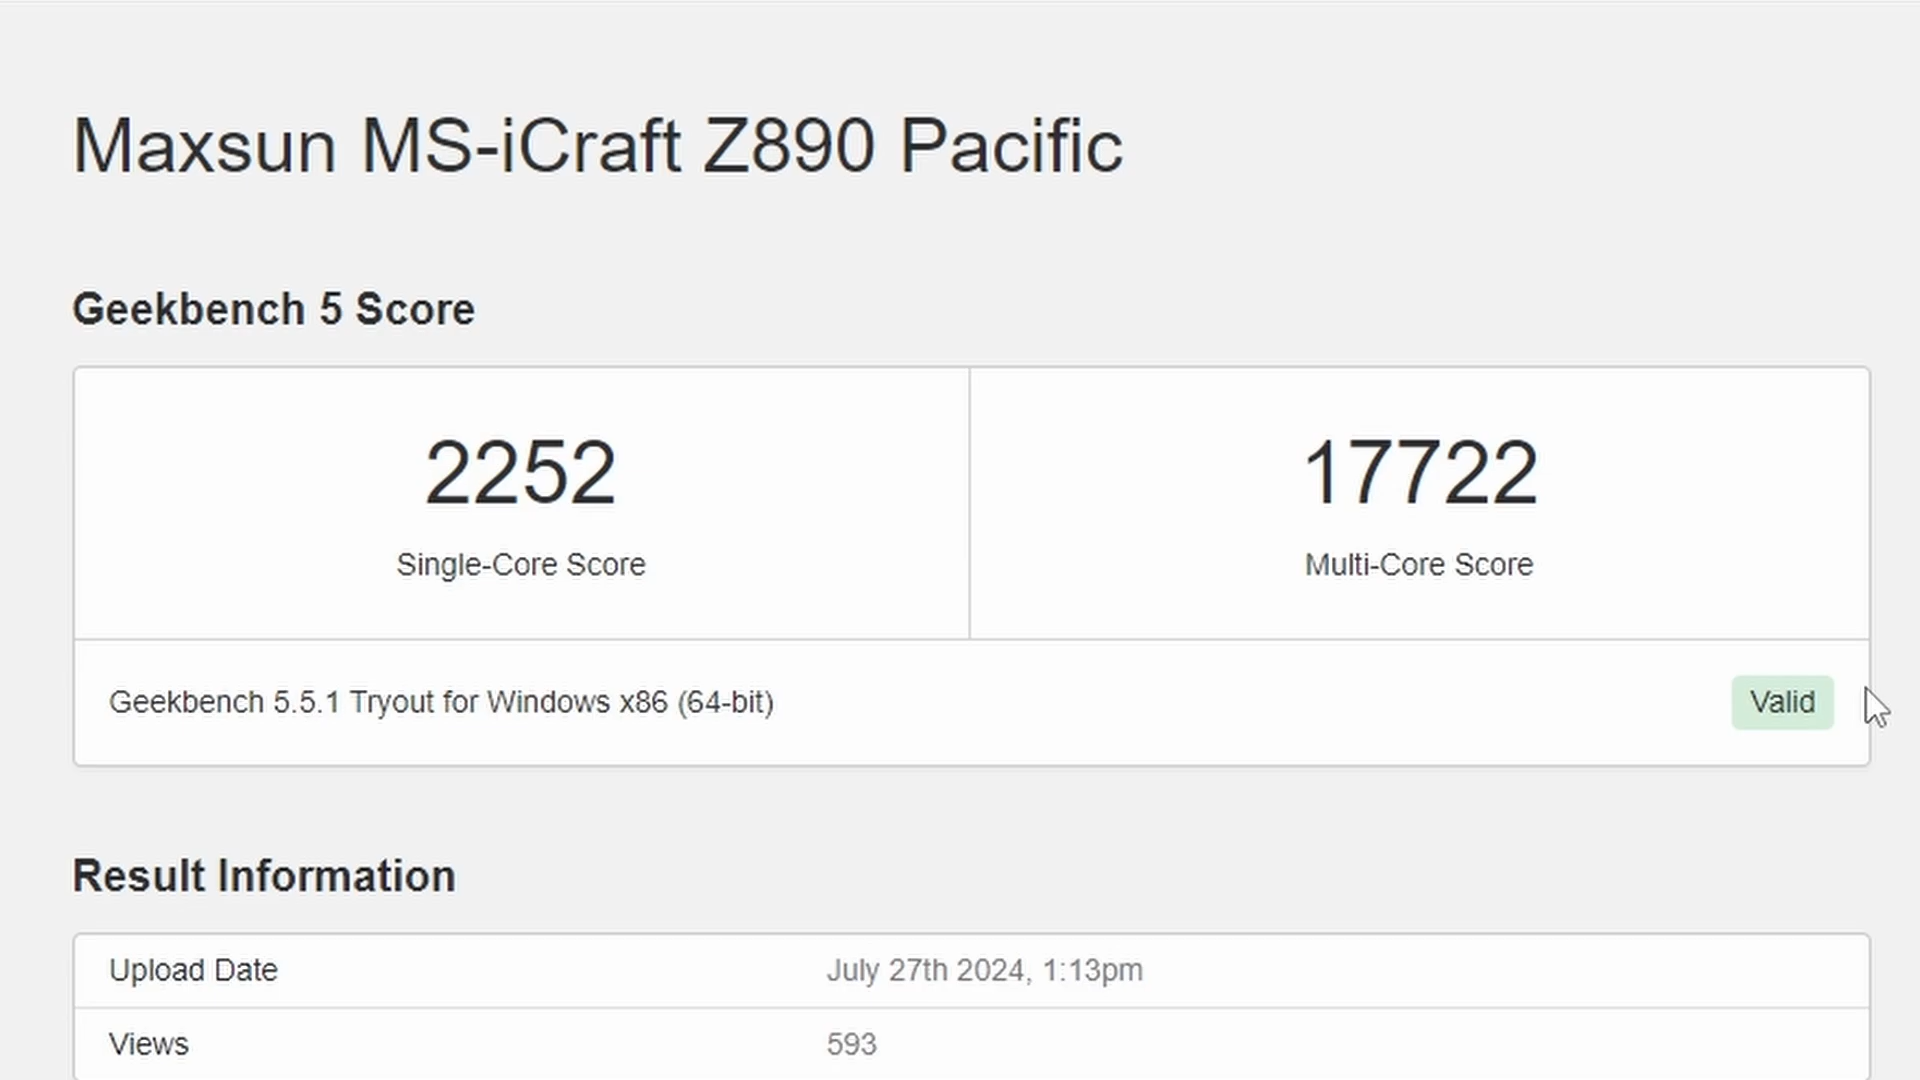 Maxsun MS-iCraft Z890 Pacific
Geekbench 5 Score
2252
Single-Core Score
17722
Multi-Core Score
Geekbench 5.5.1 Tryout for Windows x86 (64-bit)
Valid
Result Information
Upload Date
July 27th 2024, 1:13pm
Views
593